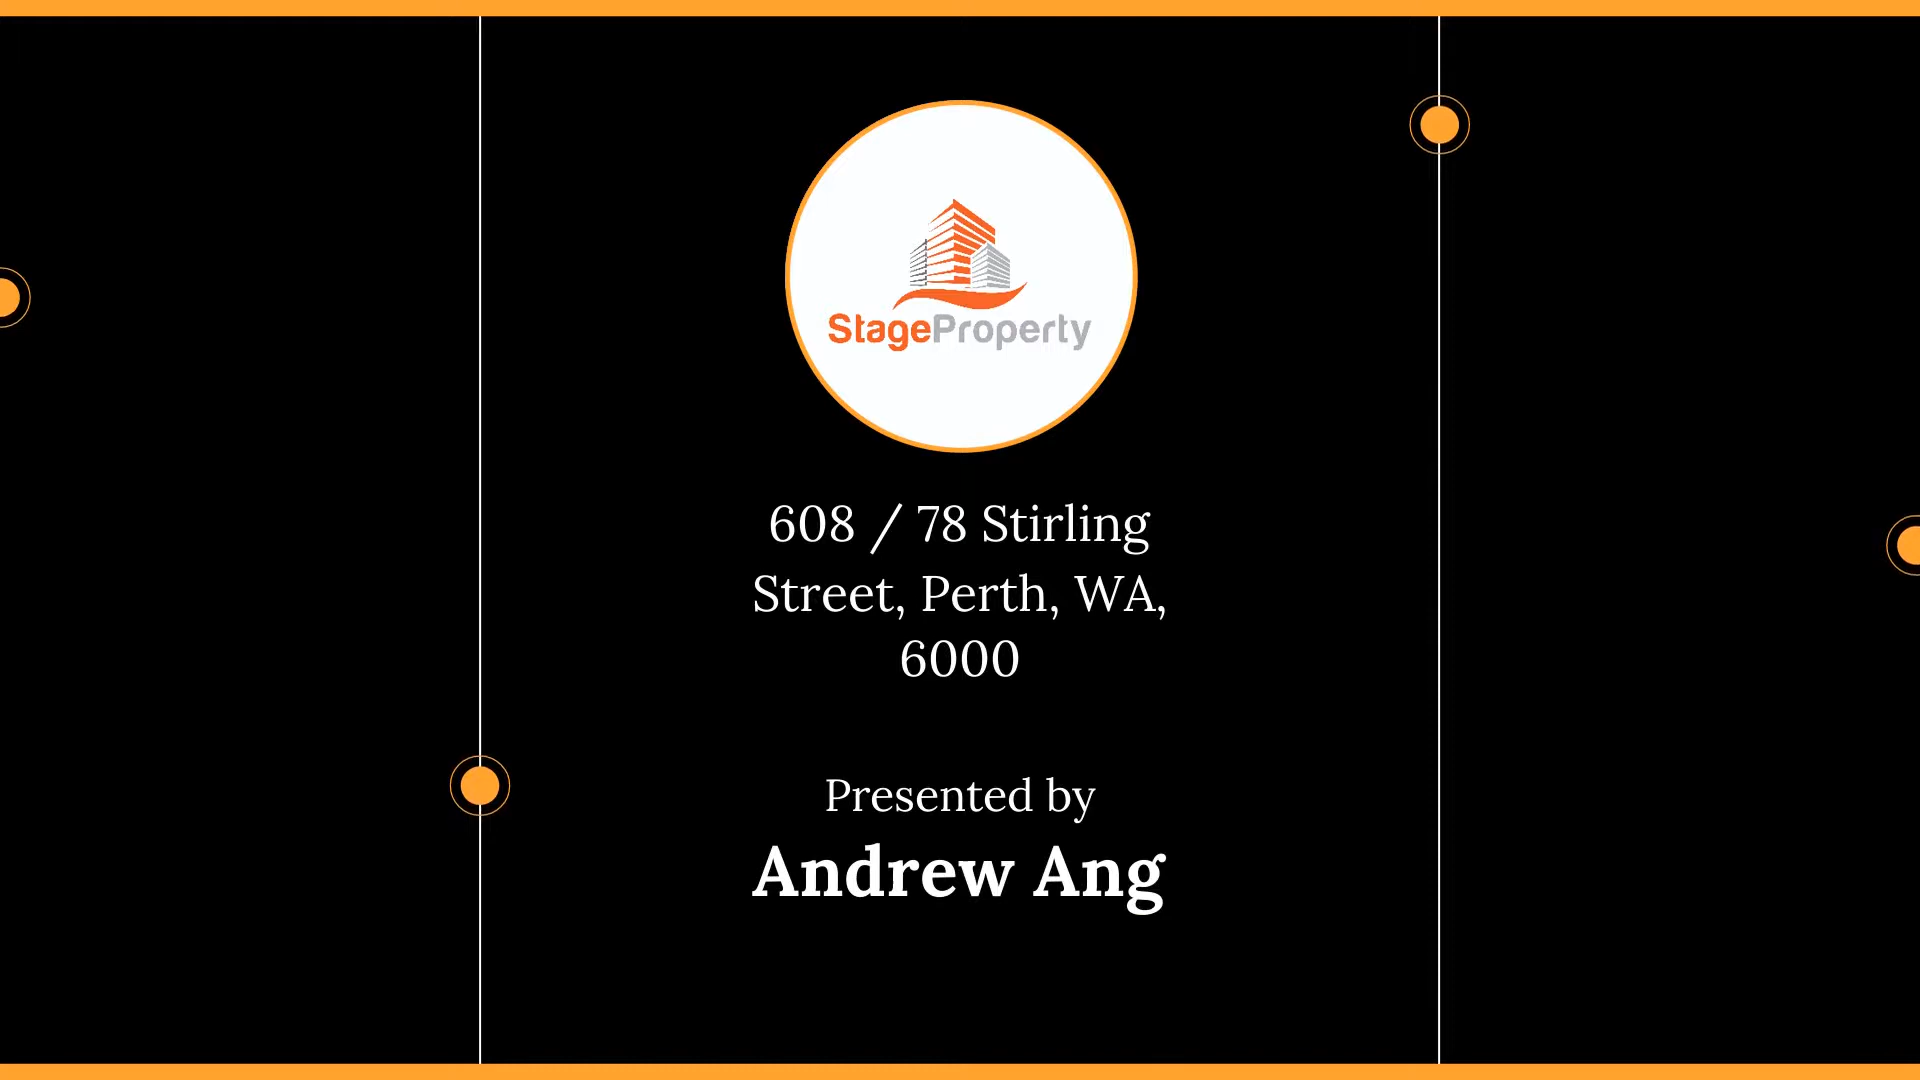 StageProperty
608 / 78 Stirling
Street, Perth, WA,
6000
Presented by
Andrew Ang